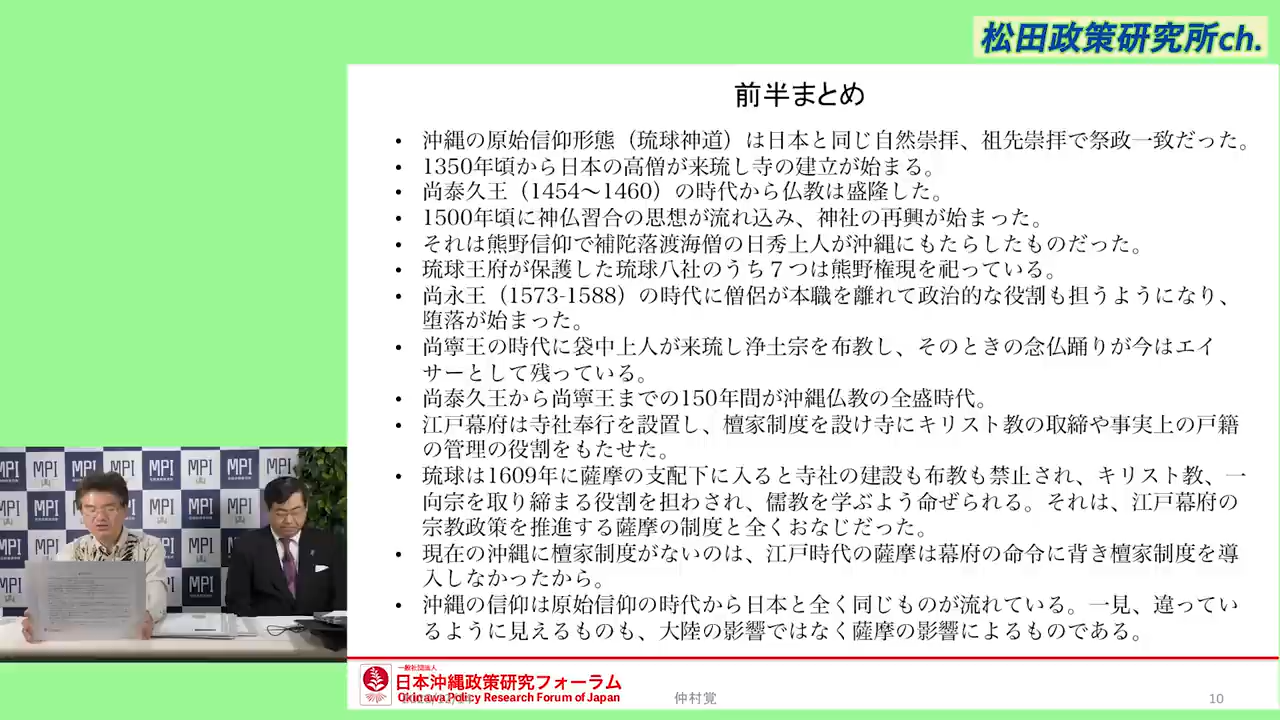 松田政策研究所ch.
前半まとめ
• 沖縄の原始信仰形態（琉球神道）は日本と同じ自然崇拝、祖先崇拝で祭政一致だった。
• 1350年頃から日本の高僧が来琉し寺の建立が始まる。
• 尚泰久王（1454〜1460）の時代から仏教は盛隆した。
• 1500年頃に神仏習合の思想が流れ込み、神社の再興が始まった。
• それは熊野信仰で補陀落渡海僧の日秀上人が沖縄にもたらしたものだった。
• 琉球王府が保護した琉球八社のうち７つは熊野権現を祀っている。
• 尚永王（1573-1588）の時代に僧侶が本職を離れて政治的な役割も担うようになり、
堕落が始まった。
• 尚寧王の時代に袋中上人が来琉し浄土宗を布教し、そのときの念仏踊りが今はエイ
サーとして残っている。
• 尚泰久王から尚寧王までの150年間が沖縄仏教の全盛時代。
• 江戸幕府は寺社奉行を設置し、檀家制度を設け寺にキリスト教の取締や事実上の戸籍
の管理の役割をもたせた。
• 琉球は1609年に薩摩の支配下に入ると寺社の建設も布教も禁止され、キリスト教、一
向宗を取り締まる役割を担わされ、儒教を学ぶよう命ぜられる。それは、江戸幕府の
宗教政策を推進する薩摩の制度と全くおなじだった。
• 現在の沖縄に檀家制度がないのは、江戸時代の薩摩は幕府の命令に背き檀家制度を導
入しなかったから。
• 沖縄の信仰は原始信仰の時代から日本と全く同じものが流れている。一見、違ってい
るように見えるものも、大陸の影響ではなく薩摩の影響によるものである。
MPI MPI MPI MPI MPI
MPI
MPI
一般社団法人
日本沖縄政策研究フォーラム
Okinawa Policy Research Forum of Japan
仲村覚
10